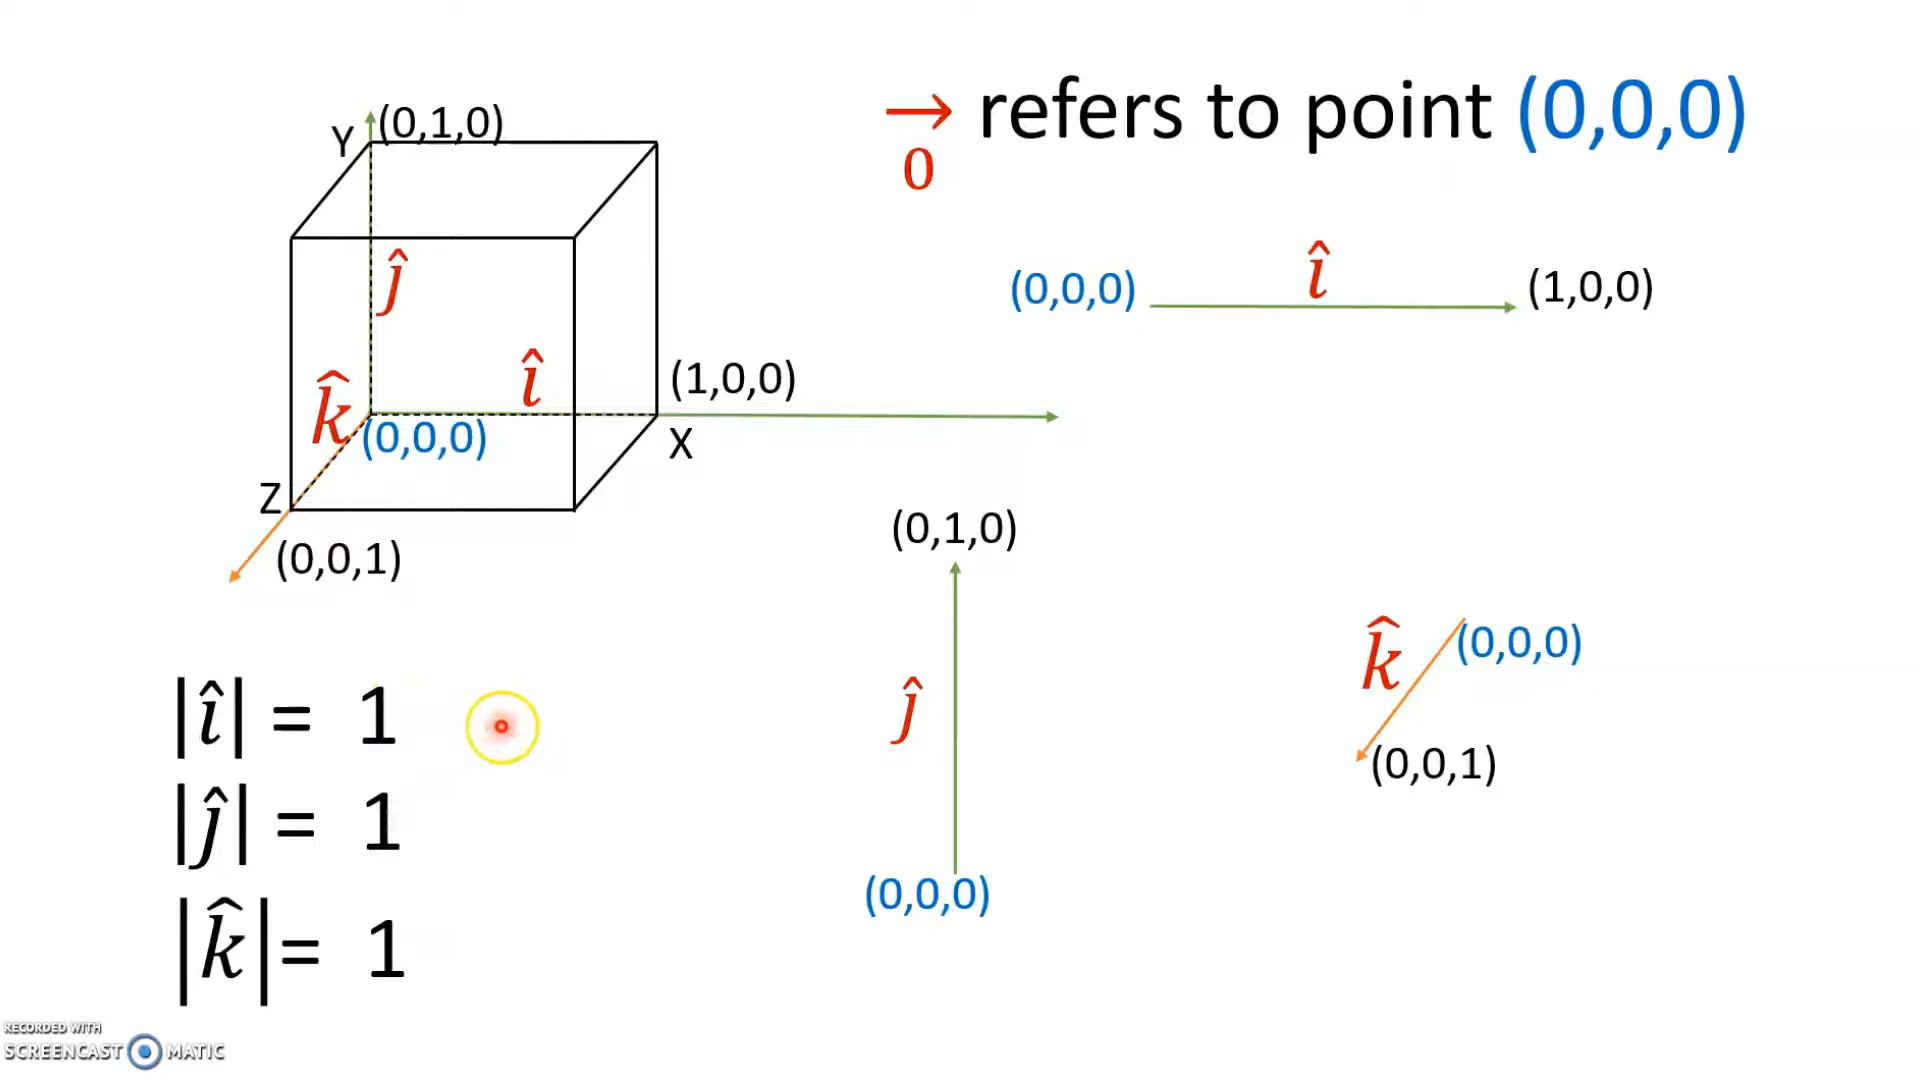 → refers to point (0,0,0)
0
Y (0,1,0)
ĵ
î
k̂
(0,0,0)
(1,0,0)
X
Z
(0,0,1)
(0,0,0) î (1,0,0)
(0,1,0)
ĵ
(0,0,0)
k̂ (0,0,0)
(0,0,1)
|î| = 1
|ĵ| = 1
|k̂| = 1
RECORDED WITH
SCREENCAST MATIC